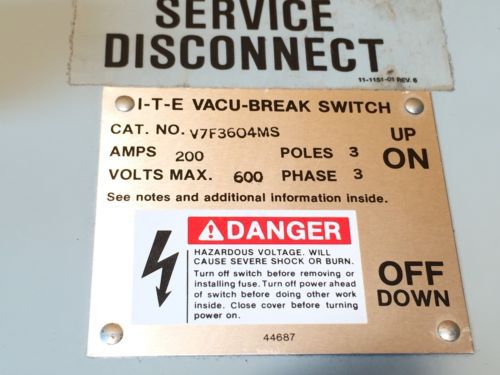 SERVICE
DISCONNECT
11-1151-01 REV. 6
I-T-E VACU-BREAK SWITCH
CAT. NO. V7F3604MS
UP
ON
AMPS 200 POLES 3
VOLTS MAX. 600 PHASE 3
See notes and additional information inside.
DANGER
HAZARDOUS VOLTAGE. WILL
CAUSE SEVERE SHOCK OR BURN.
Turn off switch before removing or
installing fuse. Turn off power ahead
of switch before doing other work
inside. Close cover before turning
power on.
OFF
DOWN
44687